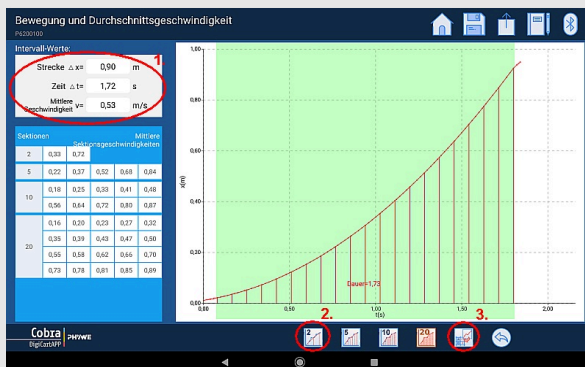 Bewegung und Durchschnittsgeschwindigkeit
P6200100
Intervall-Werte:
1.
Strecke △ x= 0,90 m
Zeit △ t= 1,72 s
Mittlere Geschwindigkeit v= 0,53 m/s
Sektionen Mittlere
Sektionsgeschwindigkeiten
2 0,33 0,72
5 0,22 0,37 0,52 0,68 0,84
10 0,18 0,25 0,33 0,41 0,48
0,56 0,64 0,72 0,80 0,87
20 0,16 0,20 0,23 0,27 0,32
0,35 0,39 0,43 0,47 0,50
0,55 0,58 0,62 0,66 0,70
0,73 0,78 0,81 0,85 0,89
1,00
0,80
0,60
x(m)
0,40
0,20
0,00
Dauer=1,73
0,00 0,50 1,00 1,50 2,00
t(s)
2. 3.
Cobra PHYWE
DigiCartAPP
2 5 10 20